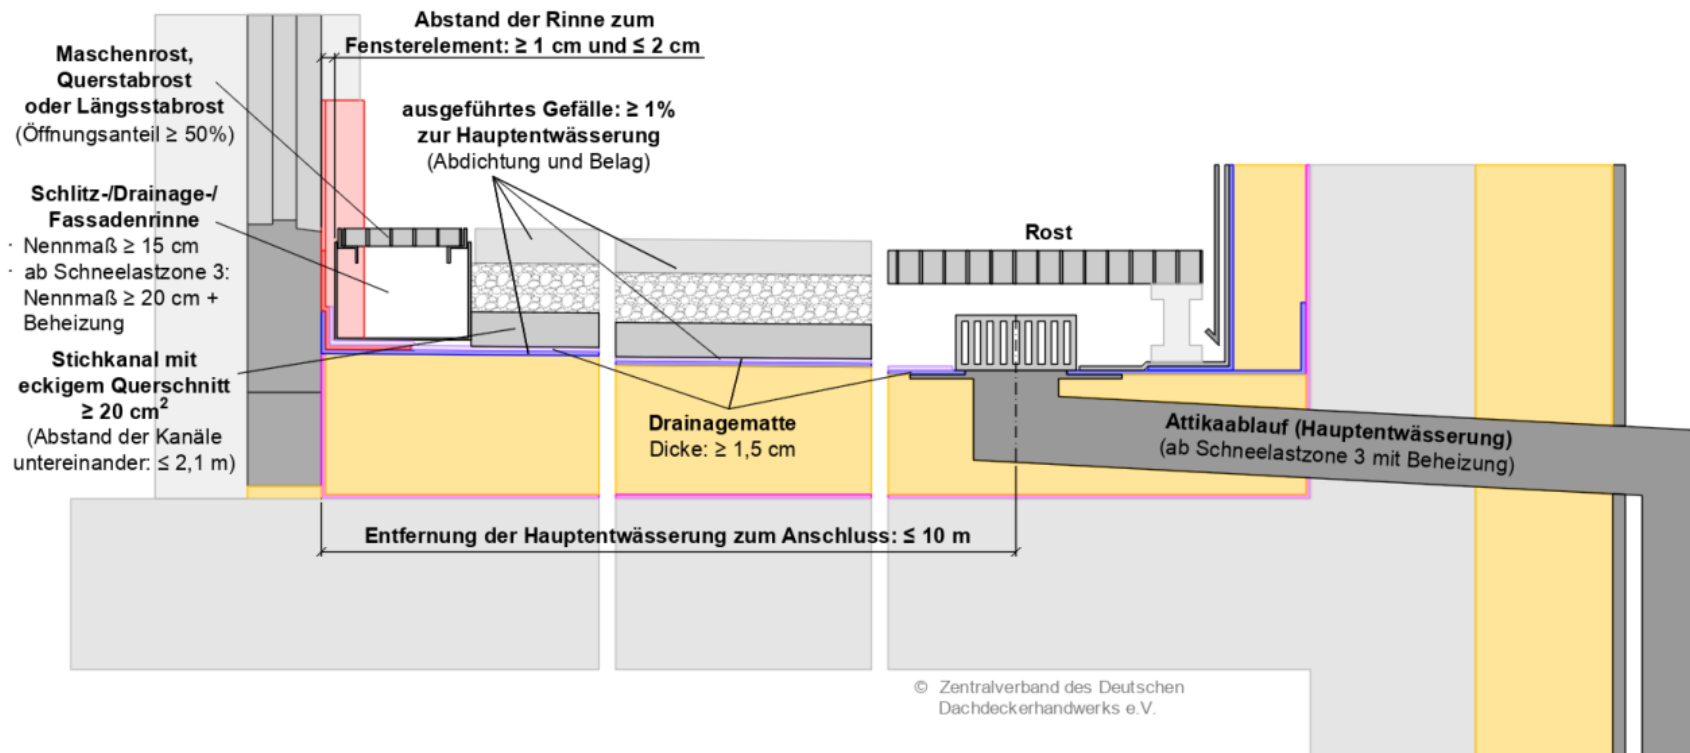 Abstand der Rinne zum
Fensterelement: ≥ 1 cm und ≤ 2 cm
Maschenrost,
Querstabrost
oder Längsstabrost
(Öffnungsanteil ≥ 50%)
ausgeführtes Gefälle: ≥ 1%
zur Hauptentwässerung
(Abdichtung und Belag)
Schlitz-/Drainage-/
Fassadenrinne
· Nennmaß ≥ 15 cm
· ab Schneelastzone 3:
Nennmaß ≥ 20 cm +
Beheizung
Rost
Stichkanal mit
eckigem Querschnitt
≥ 20 cm²
(Abstand der Kanäle
untereinander: ≤ 2,1 m)
Drainagematte
Dicke: ≥ 1,5 cm
Attikaablauf (Hauptentwässerung)
(ab Schneelastzone 3 mit Beheizung)
Entfernung der Hauptentwässerung zum Anschluss: ≤ 10 m
© Zentralverband des Deutschen
Dachdeckerhandwerks e.V.